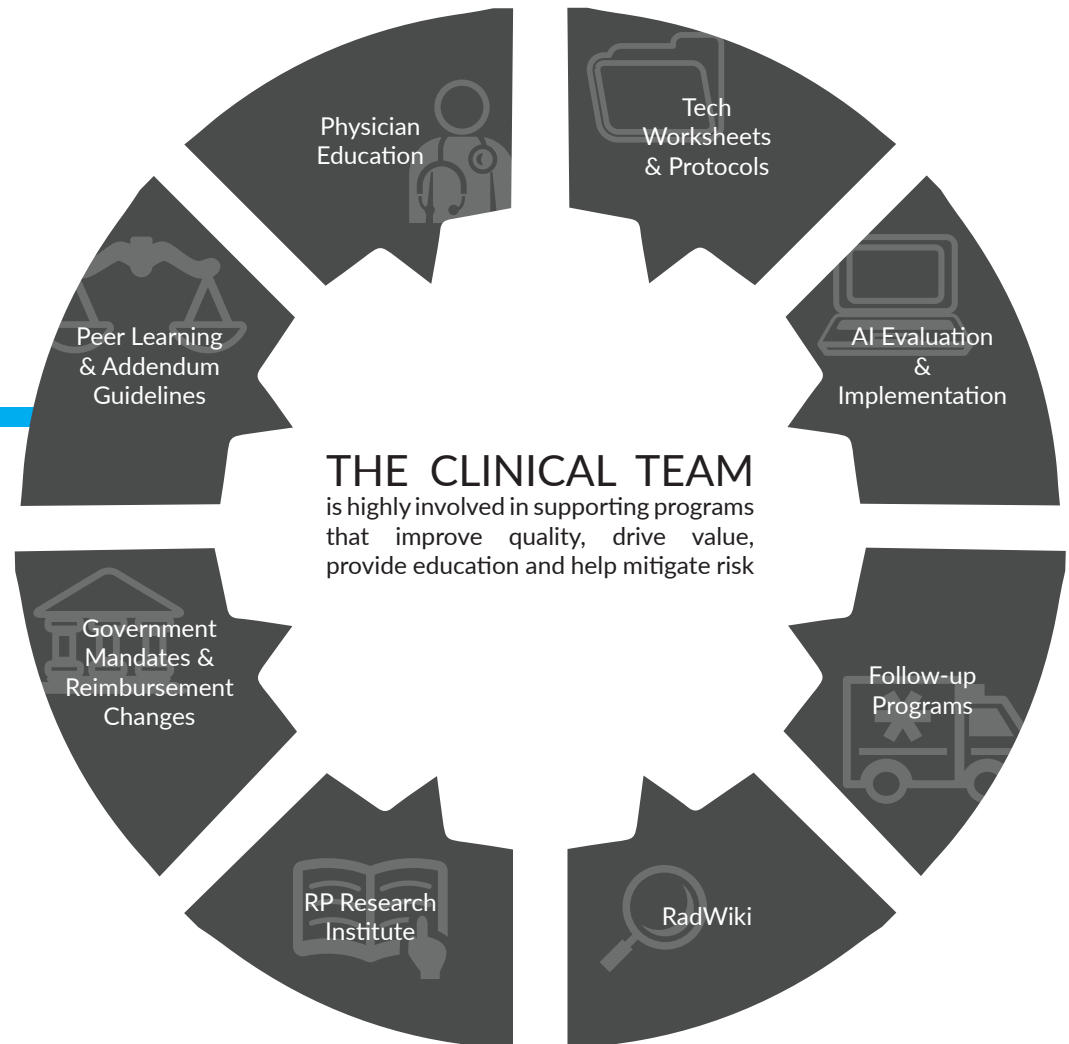 Physician
Education
Tech
Worksheets
& Protocols
Peer Learning
& Addendum
Guidelines
AI Evaluation
&
Implementation
THE CLINICAL TEAM
is highly involved in supporting programs
that improve quality, drive value,
provide education and help mitigate risk
Government
Mandates &
Reimbursement
Changes
Follow-up
Programs
RP Research
Institute
RadWiki